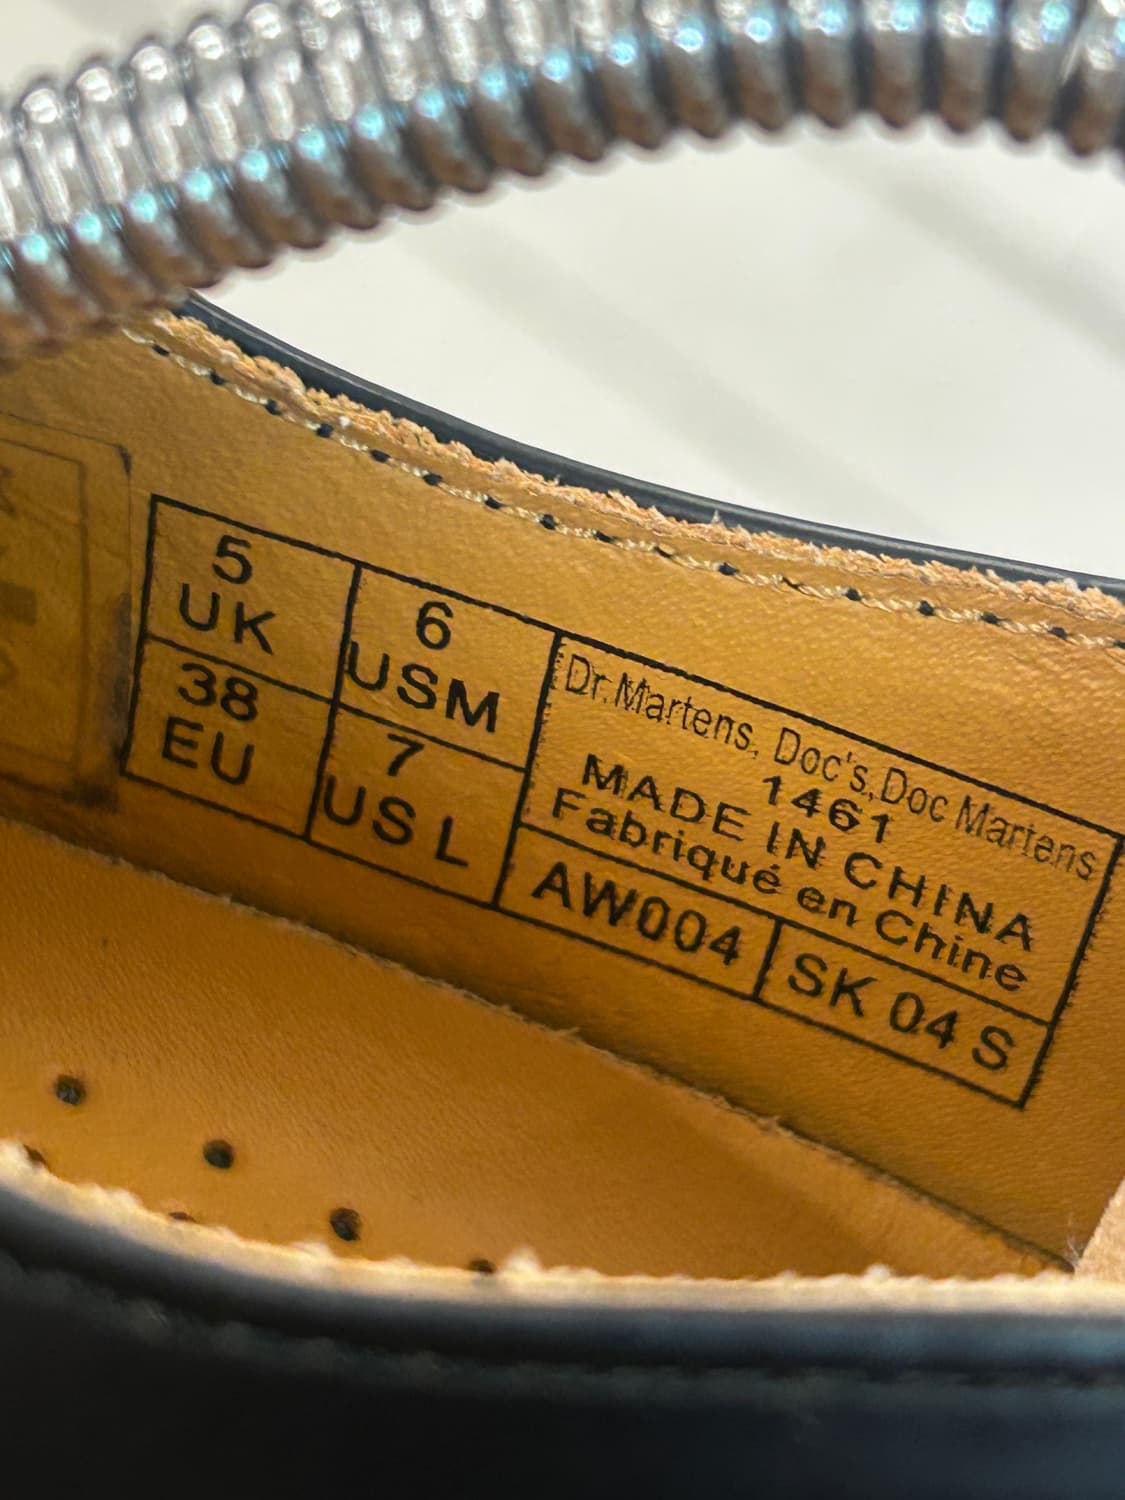 5
UK
6
USM
38
EU
7
US L
Dr. Martens, Doc's, Doc Martens
1461
MADE IN CHINA
Fabriqué en Chine
AW004
SK 04 S